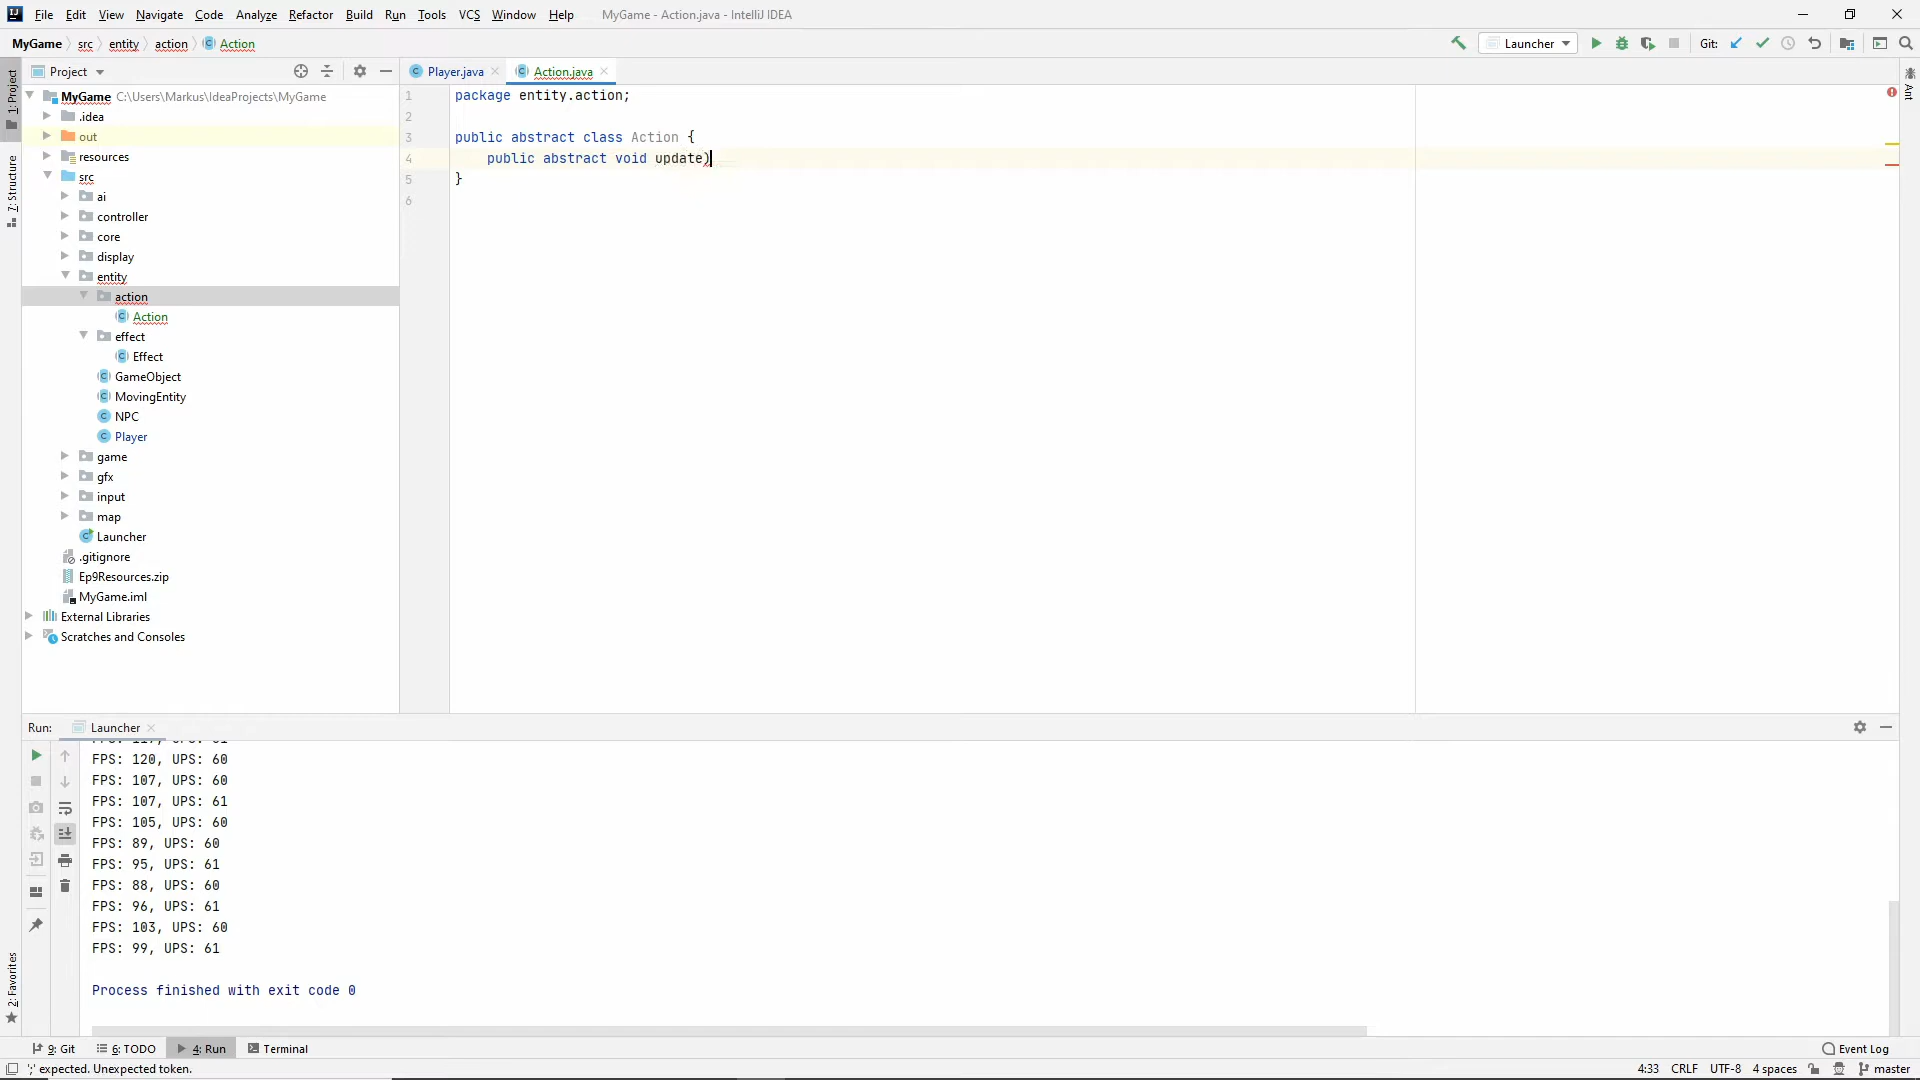 File Edit View Navigate Code Analyze Refactor Build Run Tools VCS Window Help MyGame - Action.java - IntelliJ IDEA
MyGame src entity action Action Launcher Git:
Project
Player.java Action.java
1: Project
7: Structure
2: Favorites
Ant
MyGame C:\Users\Markus\IdeaProjects\MyGame
.idea
out
resources
src
ai
controller
core
display
entity
action
Action
effect
Effect
GameObject
MovingEntity
NPC
Player
game
gfx
input
map
Launcher
.gitignore
Ep9Resources.zip
MyGame.iml
External Libraries
Scratches and Consoles
1 package entity.action;
2
3 public abstract class Action {
4 public abstract void update)
5 }
6
Run: Launcher
FPS: 120, UPS: 60
FPS: 107, UPS: 60
FPS: 107, UPS: 61
FPS: 105, UPS: 60
FPS: 89, UPS: 60
FPS: 95, UPS: 61
FPS: 88, UPS: 60
FPS: 96, UPS: 61
FPS: 103, UPS: 60
FPS: 99, UPS: 61
Process finished with exit code 0
9: Git 6: TODO 4: Run Terminal Event Log
';' expected. Unexpected token. 4:33 CRLF UTF-8 4 spaces master